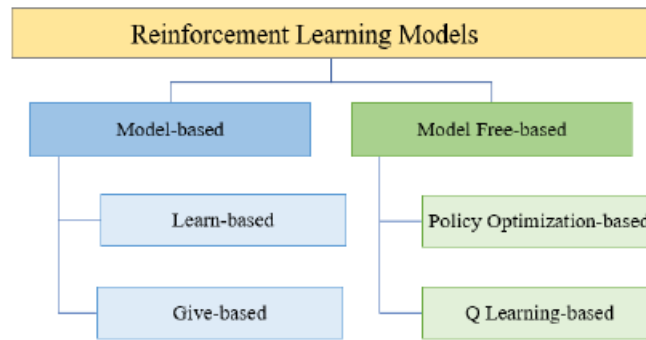 Reinforcement Learning Models
Model-based
Model Free-based
Learn-based
Policy Optimization-based
Give-based
Q Learning-based